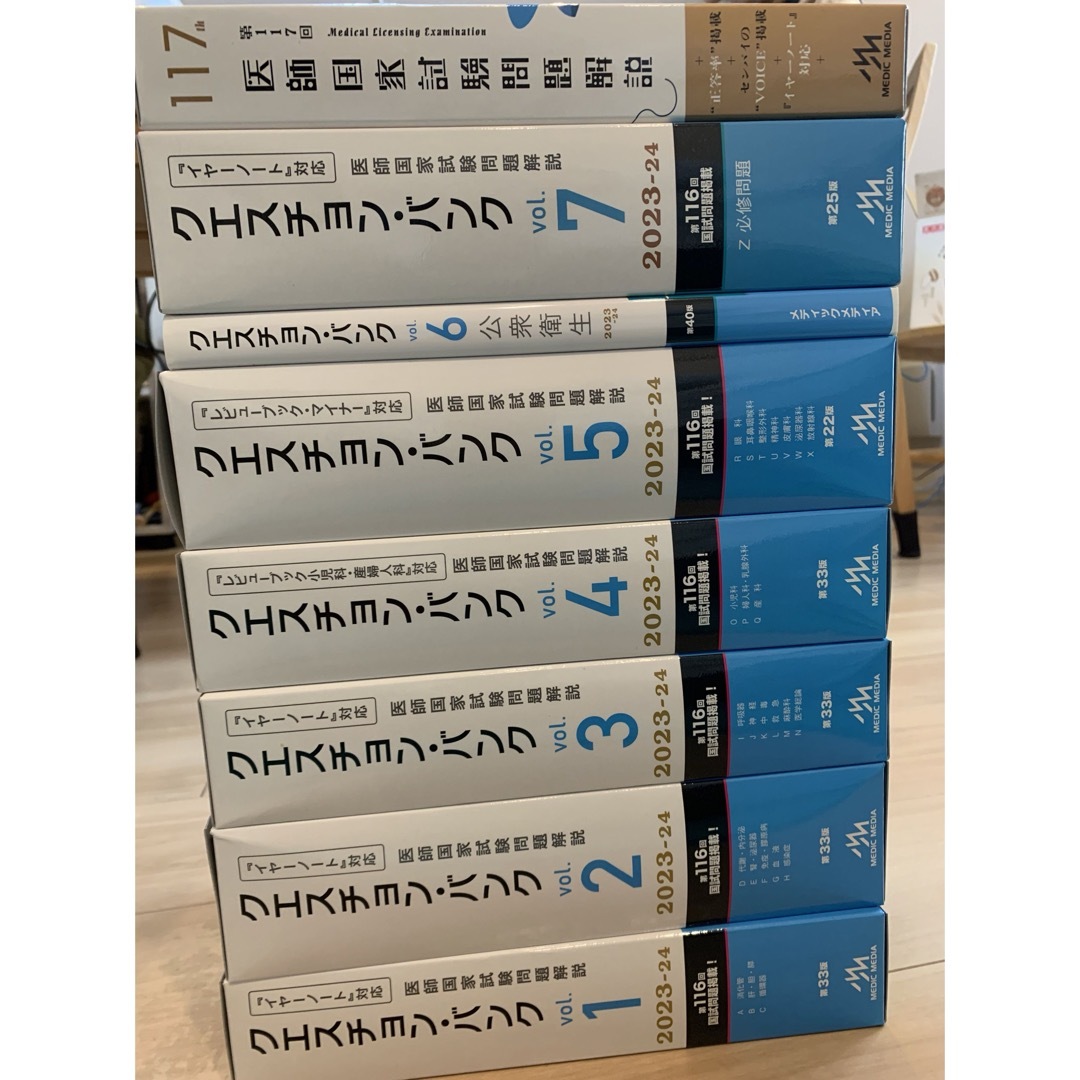 117th
第117回 Medical Licensing Examination
医師国家試験問題解説
“正答率”掲載
+
センパイの
“VOICE”掲載
+
『イヤーノート』
対応
+
MEDIC MEDIA
『イヤーノート』対応
医師国家試験問題解説
クエスチョン・バンク
vol.
7
2023-24
第116回
国試問題掲載
Z 必修問題
第25版
MEDIC MEDIA
クエスチョン・バンク
vol.
6
公衆衛生
2023
-24
第40版
メディックメディア
『レビューブック・マイナー』対応
医師国家試験問題解説
クエスチョン・バンク
vol.
5
2023-24
第116回
国試問題掲載!
R 眼科
S 耳鼻咽喉科
T 整形外科
U 精神科
V 皮膚科
W 泌尿器科
X 放射線科
第22版
MEDIC MEDIA
『レビューブック小児科・産婦人科』対応
医師国家試験問題解説
クエスチョン・バンク
vol.
4
2023-24
第116回
国試問題掲載!
O 小児科
P 婦人科・乳腺外科
Q 産科
第33版
MEDIC MEDIA
『イヤーノート』対応
医師国家試験問題解説
クエスチョン・バンク
vol.
3
2023-24
第116回
国試問題掲載!
I 呼吸器
J 神経
K 中毒
L 救急
M 麻酔科
N 医学総論
第33版
MEDIC MEDIA
『イヤーノート』対応
医師国家試験問題解説
クエスチョン・バンク
vol.
2
2023-24
第116回
国試問題掲載!
D 代謝・内分泌
E 腎・泌尿器
F 免疫・膠原病
G 血液
H 感染症
第33版
MEDIC MEDIA
『イヤーノート』対応
医師国家試験問題解説
クエスチョン・バンク
vol.
1
2023-24
第116回
国試問題掲載!
A 消化管
B 肝・胆・膵
C 循環器
第33版
MEDIC MEDIA